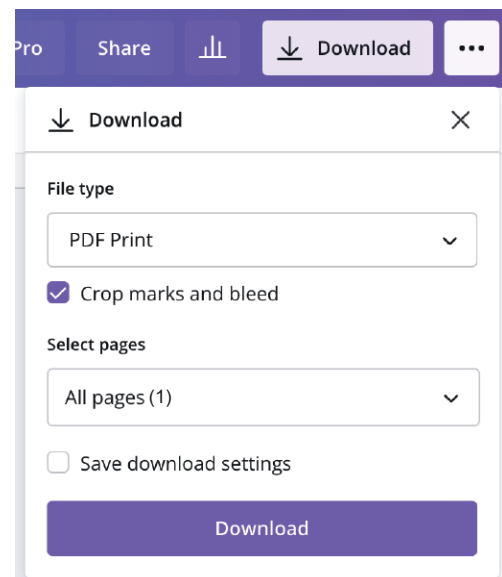 Pro Share Download
Download
File type
PDF Print
Crop marks and bleed
Select pages
All pages (1)
Save download settings
Download